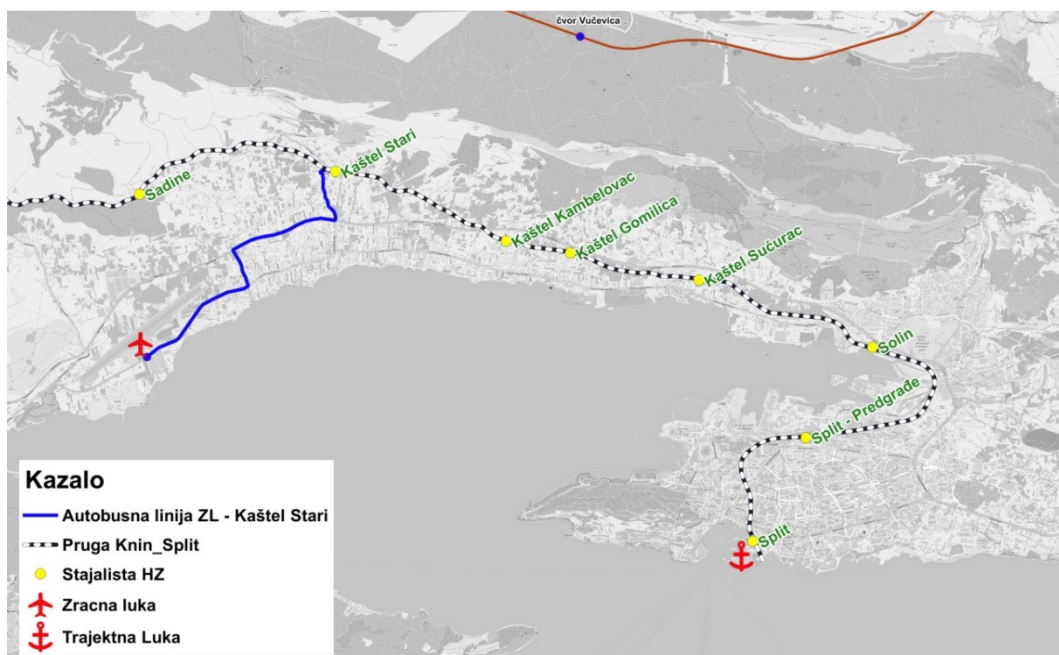 čvor Vučevica
Kaštel Stari
Sadine
Kaštel Kambelovac
Kaštel Gomilica
Kaštel Sućurac
Solin
Split - Predgrađe
Split
Kazalo
Autobusna linija ZL - Kaštel Stari
Pruga Knin_Split
Stajalista HZ
Zracna luka
Trajektna Luka